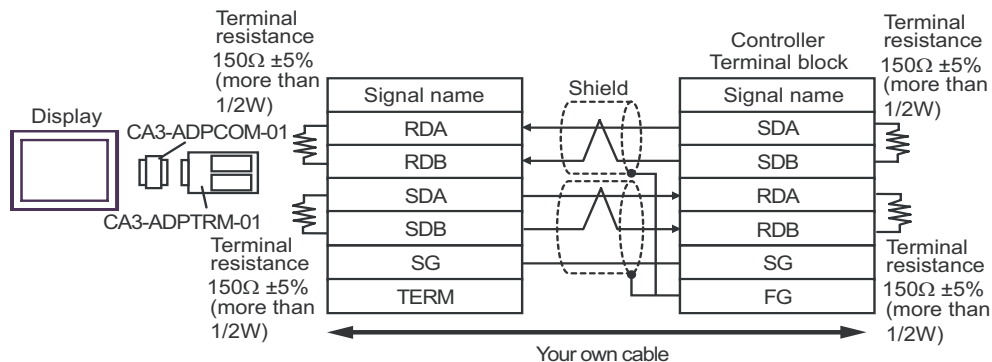 Terminal
resistance
150Ω ±5%
(more than
1/2W)
Display
CA3-ADPCOM-01
CA3-ADPTRM-01
Terminal
resistance
150Ω ±5%
(more than
1/2W)
Signal name
RDA
RDB
SDA
SDB
SG
TERM
Shield
Controller
Terminal block
Signal name
SDA
SDB
RDA
RDB
SG
FG
Terminal
resistance
150Ω ±5%
(more than
1/2W)
Terminal
resistance
150Ω ±5%
(more than
1/2W)
Your own cable